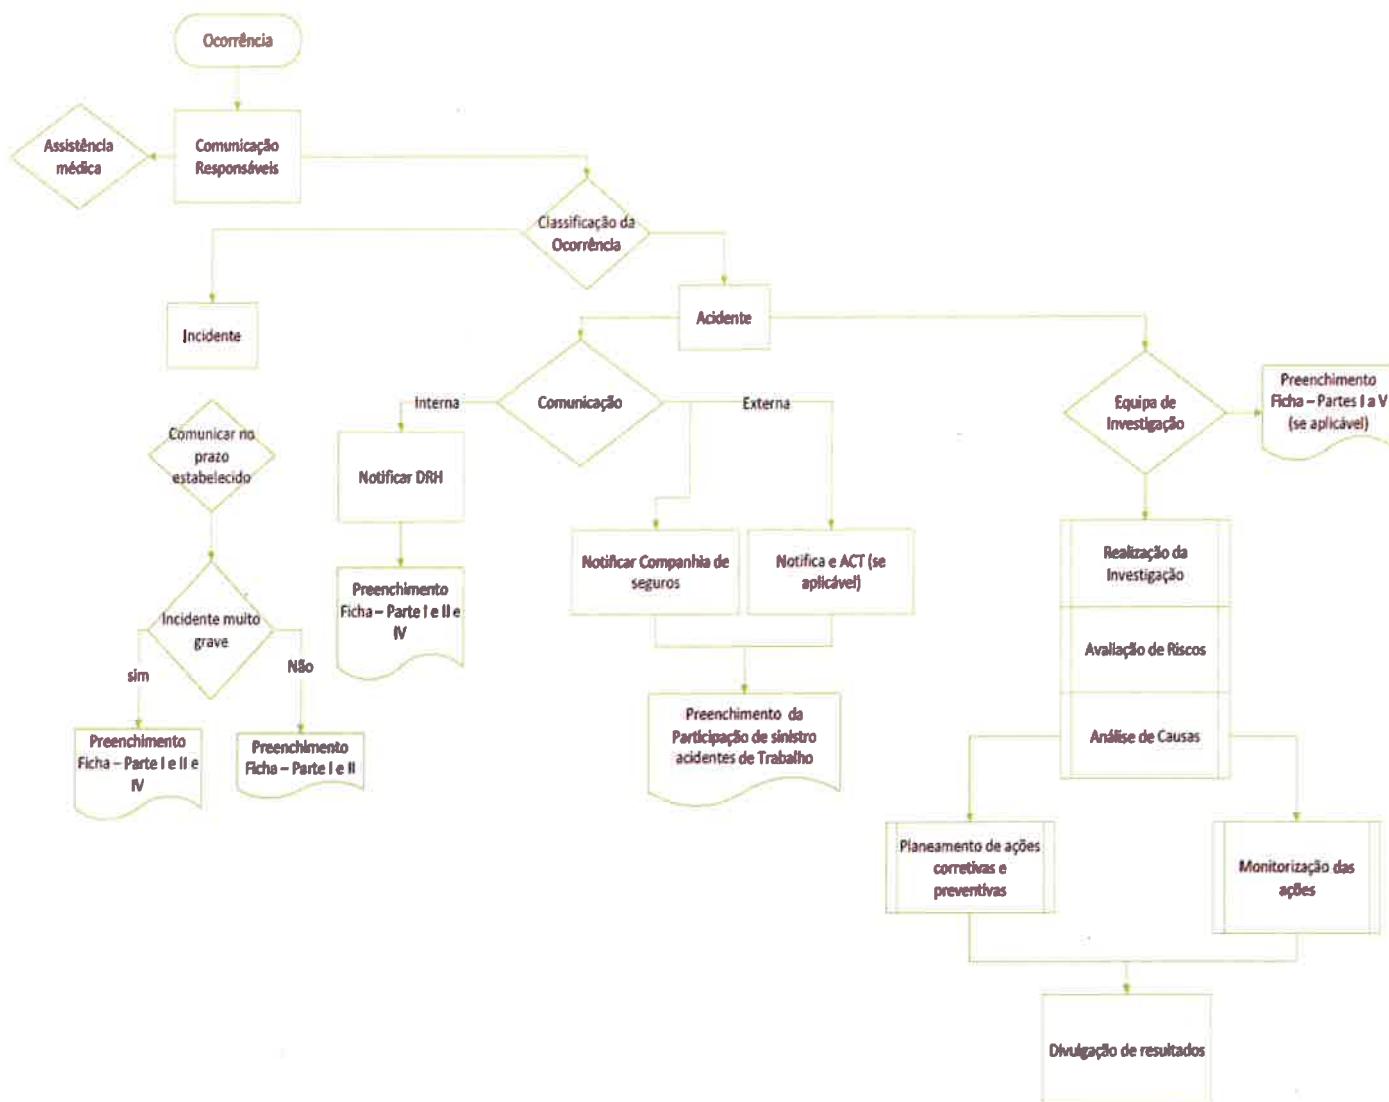 Ocorrência
Assistência
médica
Comunicação
Responsáveis
Classificação da
Ocorrência
Incidente
Acidente
Comunicar no
prazo
estabelecido
Incidente muito
grave
sim
Não
Preenchimento
Ficha – Parte I e II e
IV
Preenchimento
Ficha – Parte I e II
Comunicação
Interna
Externa
Notificar DRH
Preenchimento
Ficha – Parte I e II e
IV
Notificar Companhia de
seguros
Notifica e ACT (se
aplicável)
Preenchimento da
Participação de sinistro
acidentes de Trabalho
Equipa de
Investigação
Preenchimento
Ficha – Partes I a V
(se aplicável)
Realização da
Investigação
Avaliação de Riscos
Análise de Causas
Planeamento de ações
corretivas e
preventivas
Monitorização das
ações
Divulgação de resultados